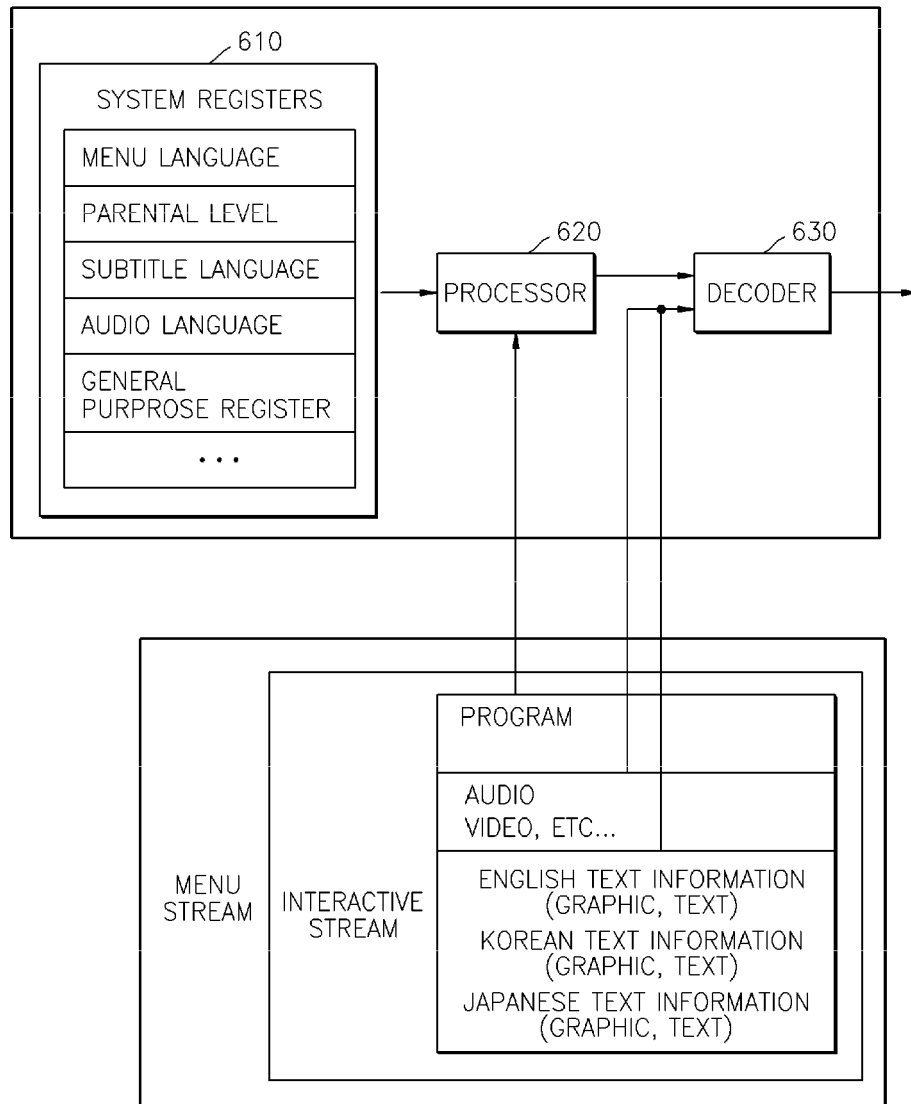 610
SYSTEM REGISTERS
MENU LANGUAGE
PARENTAL LEVEL
SUBTITLE LANGUAGE
AUDIO LANGUAGE
GENERAL
PURPROSE REGISTER
...
620
PROCESSOR
630
DECODER
MENU
STREAM
INTERACTIVE
STREAM
PROGRAM
AUDIO
VIDEO, ETC...
ENGLISH TEXT INFORMATION
(GRAPHIC, TEXT)
KOREAN TEXT INFORMATION
(GRAPHIC, TEXT)
JAPANESE TEXT INFORMATION
(GRAPHIC, TEXT)